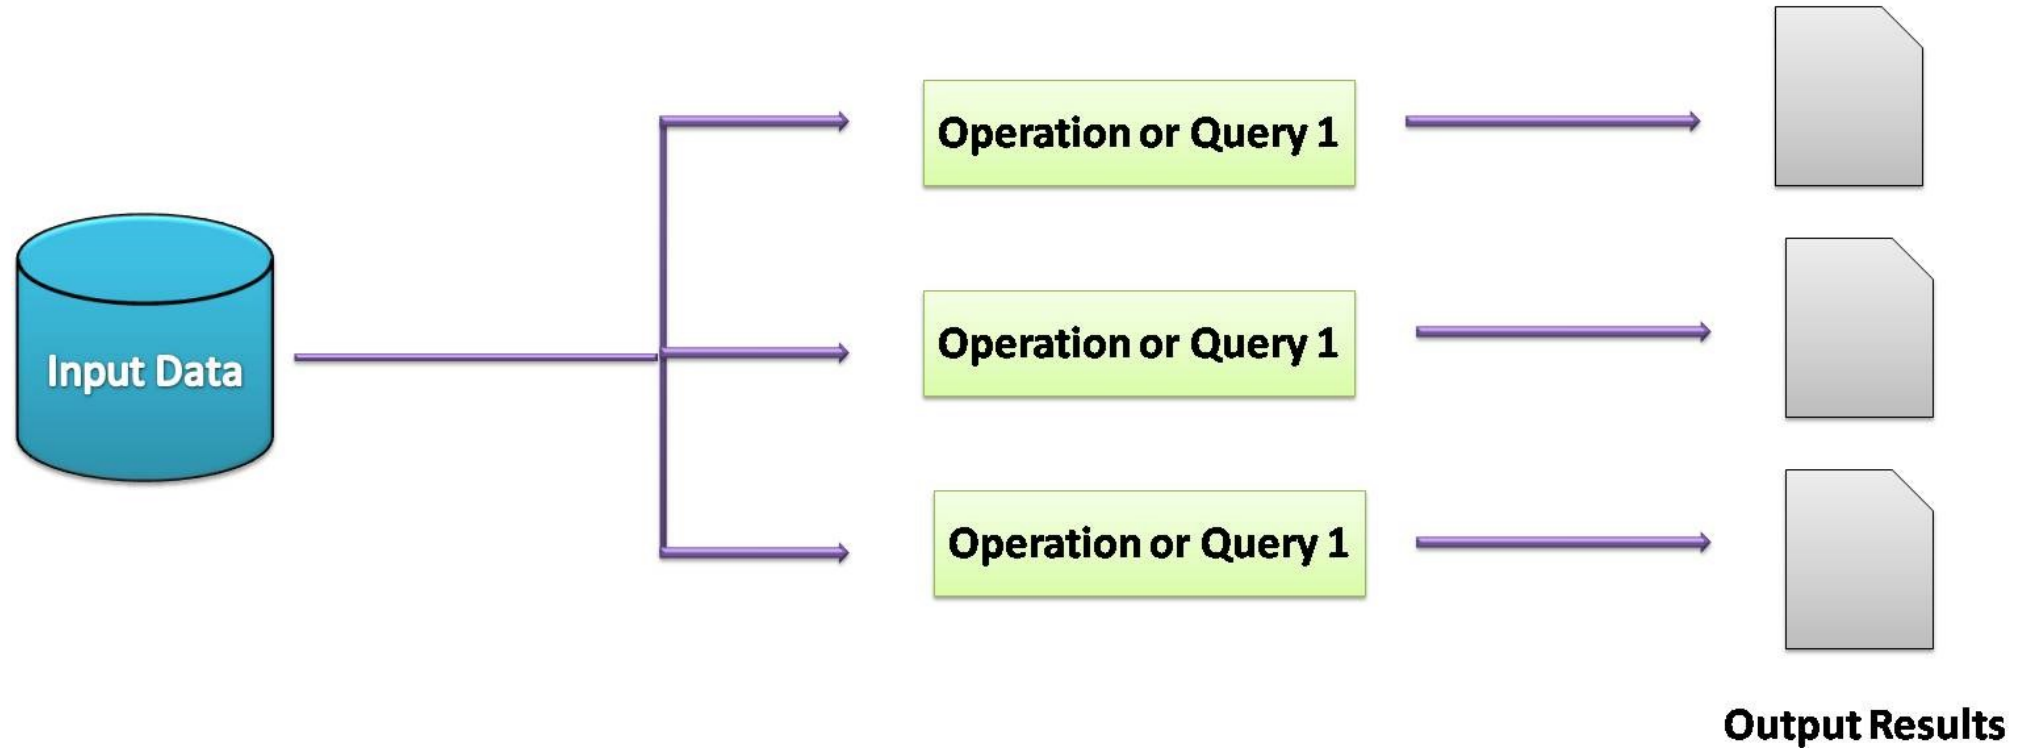 Operation or Query 1
Input Data
Operation or Query 1
Operation or Query 1
Output Results